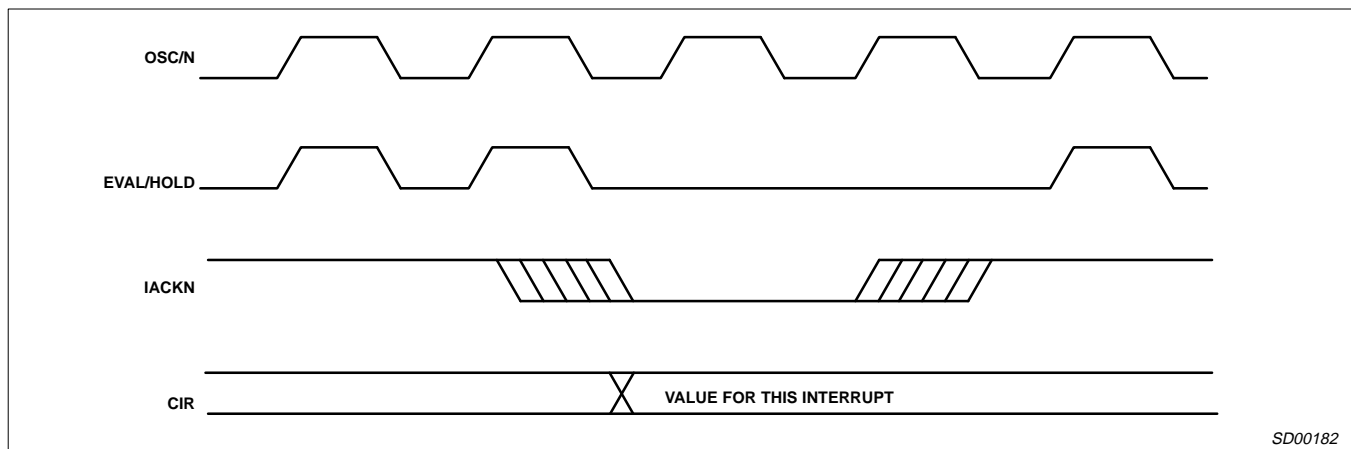 OSC/N
EVAL/HOLD
IACKN
CIR
VALUE FOR THIS INTERRUPT
SD00182